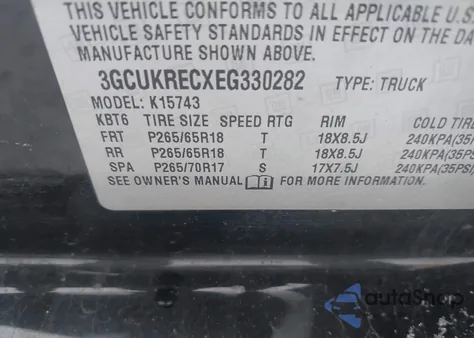 THIS VEHICLE CONFORMS TO ALL APPLICABLE U.S.
VEHICLE SAFETY STANDARDS IN EFFECT ON THE DA
MANUFACTURE SHOWN ABOVE.
3GCUKRECXEG330282 TYPE: TRUCK
MODEL: K15743
KBT6 TIRE SIZE SPEED RTG RIM COLD TIRE
FRT P265/65R18 T 18X8.5J 240KPA(35P
RR P265/65R18 T 18X8.5J 240KPA(35PS
SPA P265/70R17 S 17X7.5J 240KPA(35PSI)
SEE OWNER'S MANUAL FOR MORE INFORMATION.
autoSnap